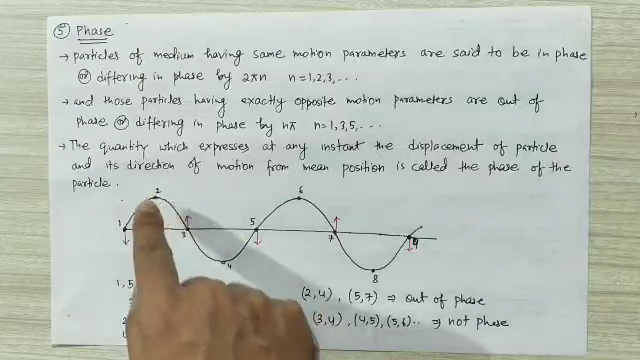 ⑤ Phase
→ particles of medium having same motion parameters are said to be in phase
or differing in phase by 2πn n=1,2,3,...
→ and those particles having exactly opposite motion parameters are out of
phase or differing in phase by nπ n=1,3,5,...
→ The quantity which expresses at any instant the displacement of particle
and its direction of motion from mean position is called the phase of the
particle.
2 6
1 3 5 7
4 8
1,5
(2,4), (5,7) ⇒ out of phase
(3,4), (4,5), (5,6).. ⇒ not phase